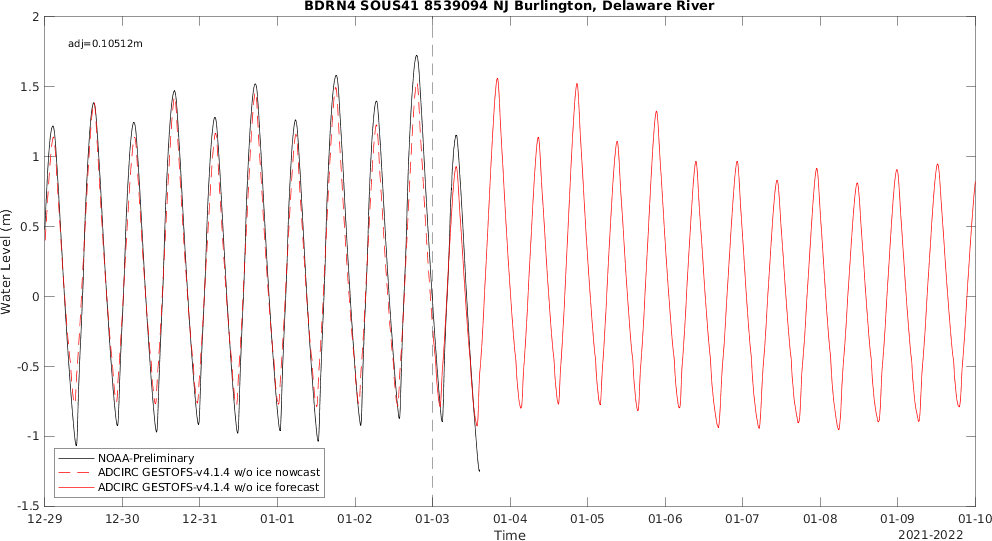 BDRN4 SOUS41 8539094 NJ Burlington, Delaware River
adj=0.10512m
2
1.5
1
0.5
0
-0.5
-1
-1.5
Water Level (m)
NOAA-Preliminary
ADCIRC GESTOFS-v4.1.4 w/o ice nowcast
ADCIRC GESTOFS-v4.1.4 w/o ice forecast
12-29 12-30 12-31 01-01 01-02 01-03 01-04 01-05 01-06 01-07 01-08 01-09 01-10
Time
2021-2022